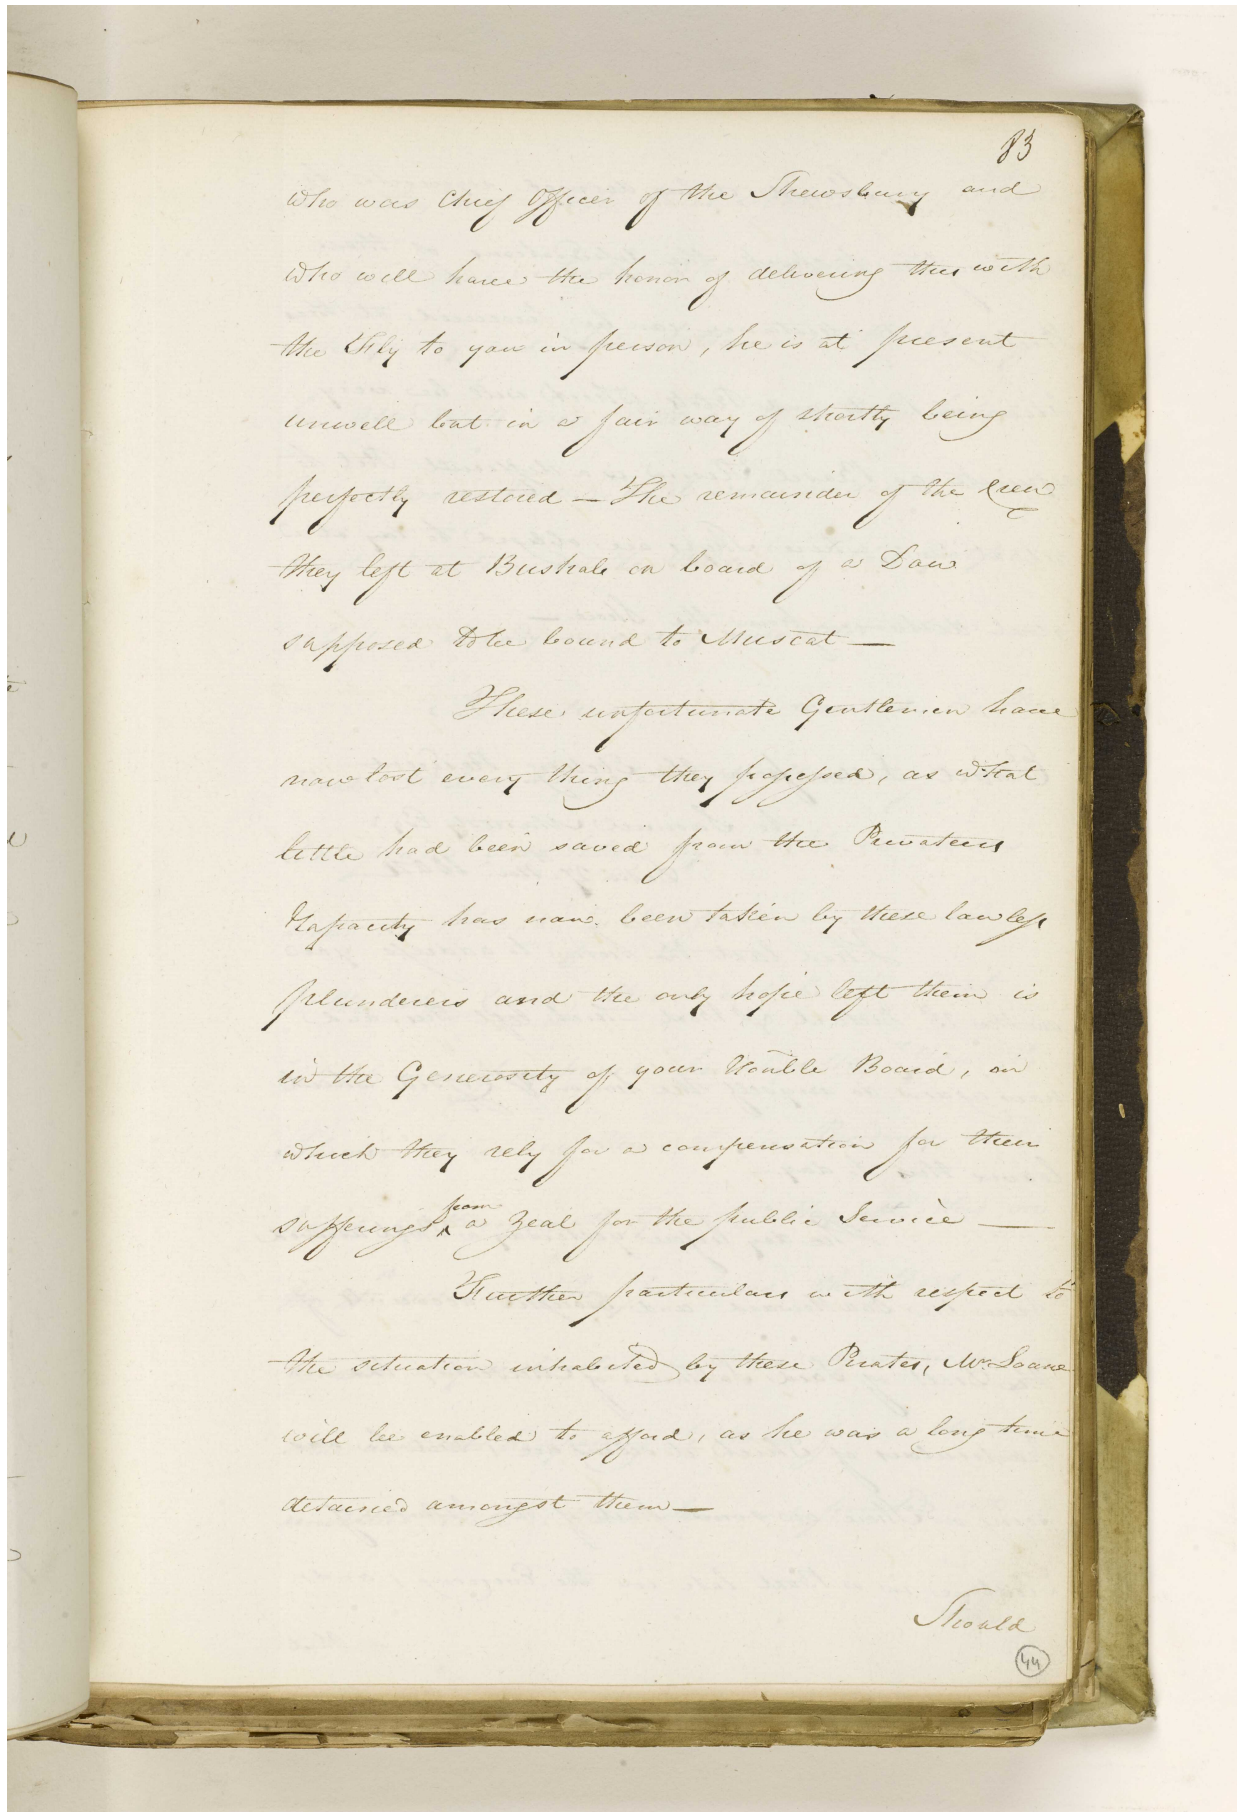 83
who was Chief Officer of the Shrewsbury and
who will have the honor of delivering this with
the Fly to you in person, he is at present
unwell but in a fair way of shortly being
perfectly restored — The remainder of the Crew
they left at Bushale on board of a Dow
supposed to be bound to Muscat —
These unfortunate Gentlemen have
now lost every thing they possessed, as what
little had been saved from the Privateers
Rapacity has now been taken by these lawless
plunderers and the only hope left them is
in the Generosity of your Honble Board, on
which they rely for a compensation for their
sufferings from a Zeal for the public Service —
Further particulars with respect to
the situation inhabited by these Pirates, Mr. Loane
will be enabled to afford, as he was a long time
detained amongst them —
Should
44